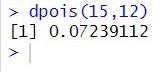 > dpois(15,12)
[1] 0.07239112
>